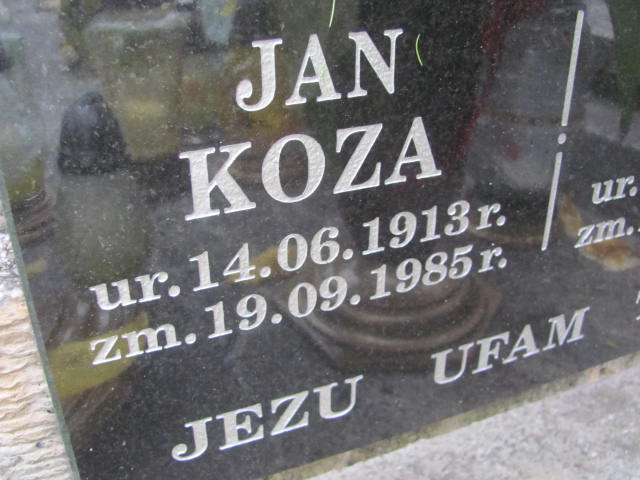 JAN
KOZA
ur. 14.06.1913 r.
zm. 19.09.1985 r.
ur.
zm.
JEZU UFAM